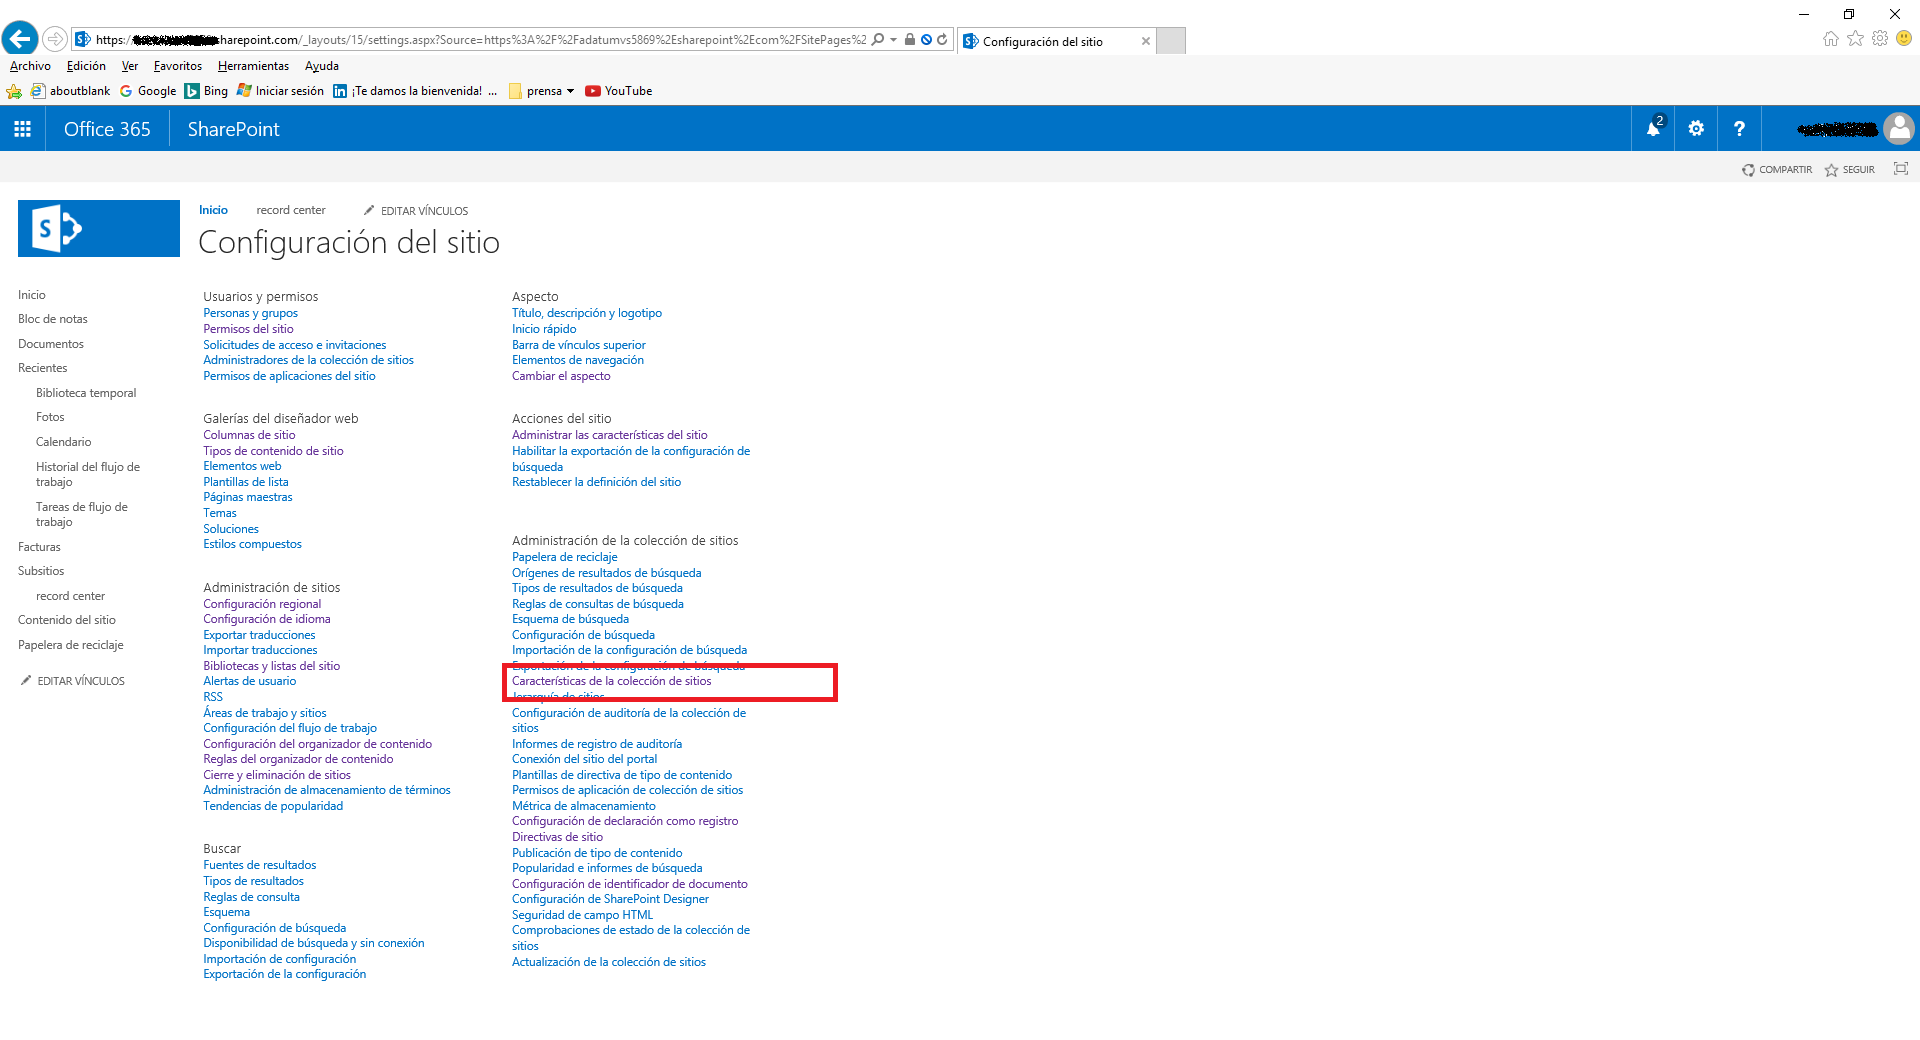 https:/
harepoint.com/_layouts/15/settings.aspx?Source=https%3A%2F%2Fadatumvs5869%2Esharepoint%2Ecom%2FSitePages%2
Configuración del sitio
Archivo Edición Ver Favoritos Herramientas Ayuda
aboutblank Google Bing Iniciar sesión ¡Te damos la bienvenida! ... prensa YouTube
Office 365 SharePoint 2 ?
COMPARTIR SEGUIR
S
Inicio record center EDITAR VÍNCULOS
Configuración del sitio
Inicio
Bloc de notas
Documentos
Recientes
Biblioteca temporal
Fotos
Calendario
Historial del flujo de
trabajo
Tareas de flujo de
trabajo
Facturas
Subsitios
record center
Contenido del sitio
Papelera de reciclaje
EDITAR VÍNCULOS
Usuarios y permisos
Personas y grupos
Permisos del sitio
Solicitudes de acceso e invitaciones
Administradores de la colección de sitios
Permisos de aplicaciones del sitio
Galerías del diseñador web
Columnas de sitio
Tipos de contenido de sitio
Elementos web
Plantillas de lista
Páginas maestras
Temas
Soluciones
Estilos compuestos
Administración de sitios
Configuración regional
Configuración de idioma
Exportar traducciones
Importar traducciones
Bibliotecas y listas del sitio
Alertas de usuario
RSS
Áreas de trabajo y sitios
Configuración del flujo de trabajo
Configuración del organizador de contenido
Reglas del organizador de contenido
Cierre y eliminación de sitios
Administración de almacenamiento de términos
Tendencias de popularidad
Buscar
Fuentes de resultados
Tipos de resultados
Reglas de consulta
Esquema
Configuración de búsqueda
Disponibilidad de búsqueda y sin conexión
Importación de configuración
Exportación de la configuración
Aspecto
Título, descripción y logotipo
Inicio rápido
Barra de vínculos superior
Elementos de navegación
Cambiar el aspecto
Acciones del sitio
Administrar las características del sitio
Habilitar la exportación de la configuración de
búsqueda
Restablecer la definición del sitio
Administración de la colección de sitios
Papelera de reciclaje
Orígenes de resultados de búsqueda
Tipos de resultados de búsqueda
Reglas de consultas de búsqueda
Esquema de búsqueda
Configuración de búsqueda
Importación de la configuración de búsqueda
Exportación de la configuración de búsqueda
Características de la colección de sitios
Jerarquía de sitios
Configuración de auditoría de la colección de
sitios
Informes de registro de auditoría
Conexión del sitio del portal
Plantillas de directiva de tipo de contenido
Permisos de aplicación de colección de sitios
Métrica de almacenamiento
Configuración de declaración como registro
Directivas de sitio
Publicación de tipo de contenido
Popularidad e informes de búsqueda
Configuración de identificador de documento
Configuración de SharePoint Designer
Seguridad de campo HTML
Comprobaciones de estado de la colección de
sitios
Actualización de la colección de sitios